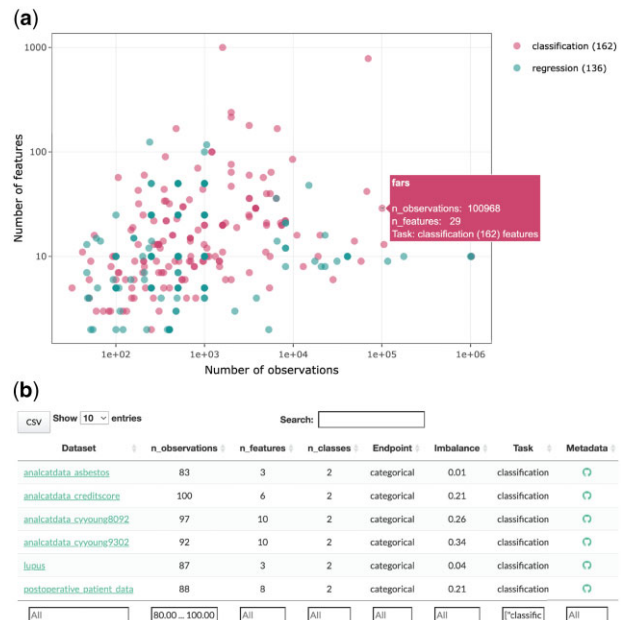 (a)
1000
100
10
Number of features
1e+02 1e+03 1e+04 1e+05 1e+06
Number of observations
classification (162)
regression (136)
fars
n_observations: 100968
n_features: 29
Task: classification (162) features
(b)
CSV Show 10 entries Search:
Dataset n_observations n_features n_classes Endpoint Imbalance Task Metadata
analcatdata_asbestos 83 3 2 categorical 0.01 classification
analcatdata_creditscore 100 6 2 categorical 0.21 classification
analcatdata_cyyoung8092 97 10 2 categorical 0.26 classification
analcatdata_cyyoung9302 92 10 2 categorical 0.34 classification
lupus 87 3 2 categorical 0.04 classification
postoperative_patient_data 88 8 2 categorical 0.21 classification
All 80.00 ... 100.00 All All All All ["classific All